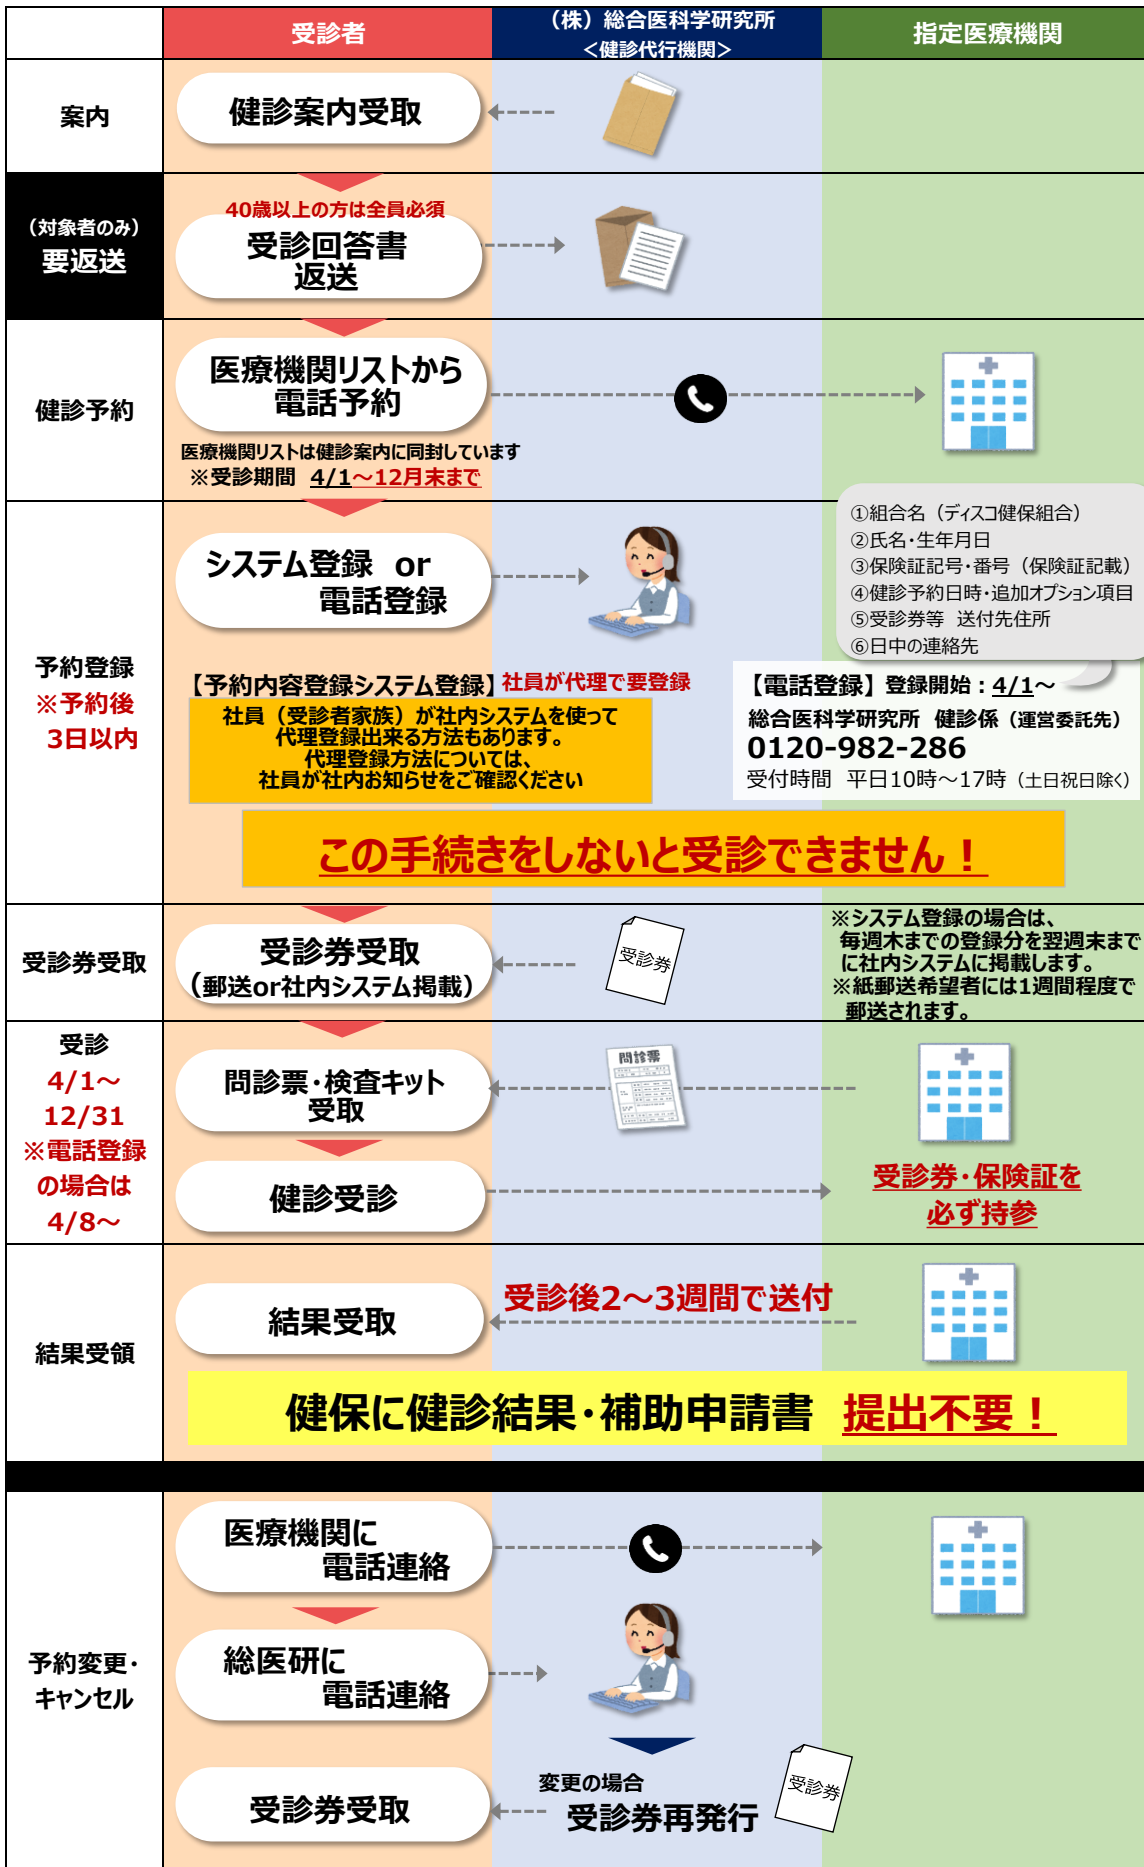 受診者
（株）総合医科学研究所
＜健診代行機関＞
指定医療機関
案内
健診案内受取
（対象者のみ）
要返送
40歳以上の方は全員必須
受診回答書
返送
健診予約
医療機関リストから
電話予約
医療機関リストは健診案内に同封しています
※受診期間 4/1～12月末まで
予約登録
※予約後
3日以内
システム登録 or
電話登録
①組合名（ディスコ健保組合）
②氏名・生年月日
③保険証記号・番号（保険証記載）
④健診予約日時・追加オプション項目
⑤受診券等 送付先住所
⑥日中の連絡先
【予約内容登録システム登録】社員が代理で要登録
社員（受診者家族）が社内システムを使って
代理登録出来る方法もあります。
代理登録方法については、
社員が社内お知らせをご確認ください
【電話登録】登録開始：4/1～
総合医科学研究所 健診係（運営委託先）
0120-982-286
受付時間 平日10時～17時（土日祝日除く）
この手続きをしないと受診できません！
受診券受取
受診券受取
（郵送or社内システム掲載）
受診券
※システム登録の場合は、
毎週木までの登録分を翌週末まで
に社内システムに掲載します。
※紙郵送希望者には1週間程度で
郵送されます。
受診
4/1～
12/31
※電話登録
の場合は
4/8～
問診票・検査キット
受取
問診票
健診受診
受診券・保険証を
必ず持参
結果受領
結果受取
受診後2～3週間で送付
健保に健診結果・補助申請書 提出不要！
予約変更・
キャンセル
医療機関に
電話連絡
総医研に
電話連絡
受診券受取
変更の場合
受診券再発行
受診券